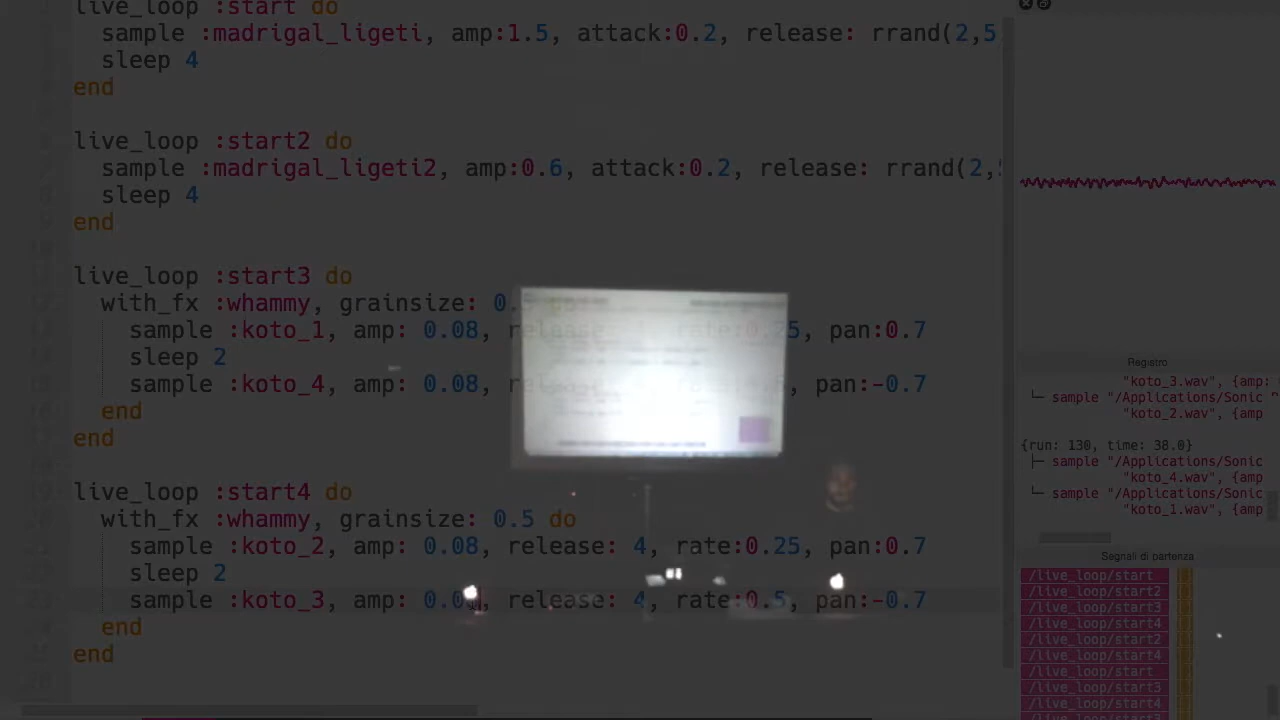 live_loop :start do
sample :madrigal_ligeti, amp:1.5, attack:0.2, release: rrand(2,5
sleep 4
end
live_loop :start2 do
sample :madrigal_ligeti2, amp:0.6, attack:0.2, release: rrand(2,
sleep 4
end
live_loop :start3 do
with_fx :whammy, grainsize: 0.
sample :koto_1, amp: 0.08, release: rate:0.25, pan:0.7
sleep 2
sample :koto_4, amp: 0.08, pan:-0.7
end
end
live_loop :start4 do
with_fx :whammy, grainsize: 0.5 do
sample :koto_2, amp: 0.08, release: 4, rate:0.25, pan:0.7
sleep 2
sample :koto_3, amp: release: 4, rate:0.5, pan:-0.7
end
end
Registro
"koto_3.wav", {amp:
└─ sample "/Applications/Sonic
"koto_2.wav", {amp
{run: 130, time: 38.0}
├─ sample "/Applications/Sonic
"koto_4.wav", {amp
└─ sample "/Applications/Sonic
"koto_1.wav", {amp
Segnali di partenza
/live_loop/start
/live_loop/start2
/live_loop/start3
/live_loop/start4
/live_loop/start2
/live_loop/start4
/live_loop/start
/live_loop/start3